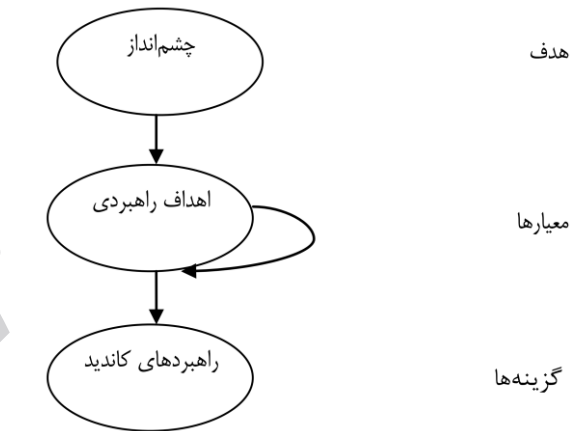 چشم‌انداز
هدف
اهداف راهبردی
معیارها
راهبردهای کاندید
گزینه‌ها